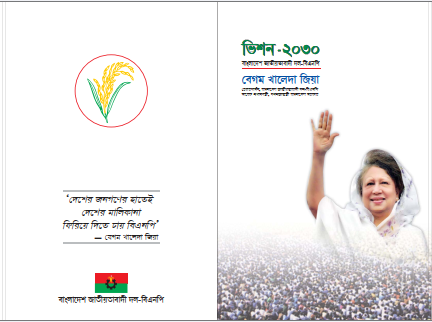 ‘দেশের জনগণের হাতেই
দেশের মালিকানা
ফিরিয়ে দিতে চায় বিএনপি’
— বেগম খালেদা জিয়া
বাংলাদেশ জাতীয়তাবাদী দল-বিএনপি
ভিশন-২০৩০
বাংলাদেশ জাতীয়তাবাদী দল-বিএনপি
বেগম খালেদা জিয়া